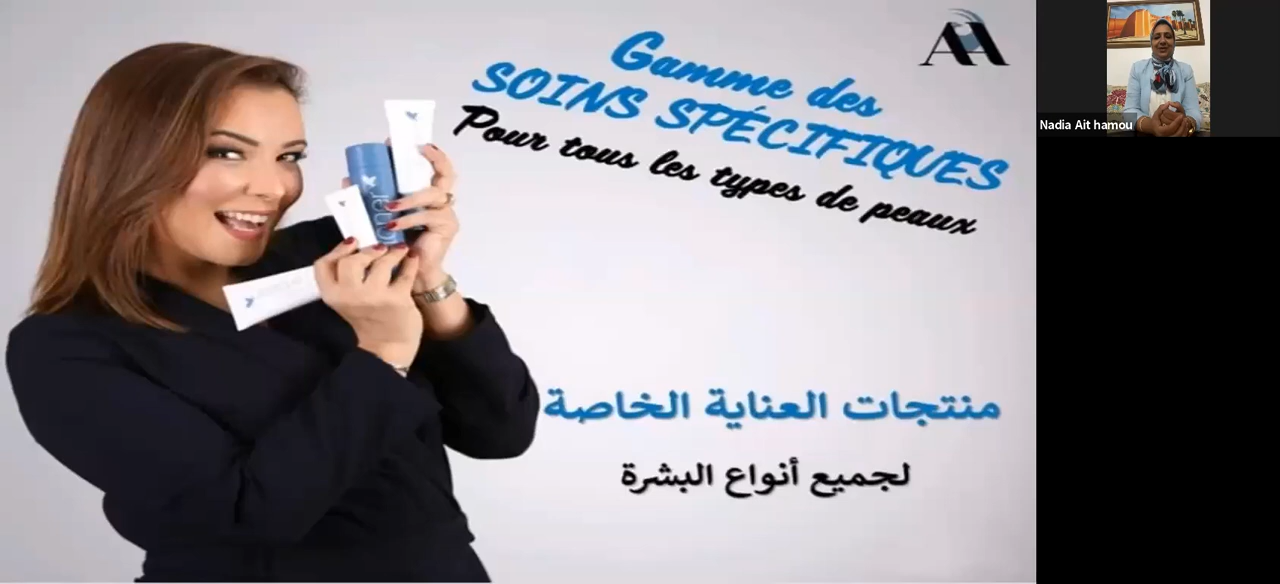 AA
Gamme des
SOINS SPÉCIFIQUES
Pour tous les types de peaux
منتجات العناية الخاصة
لجميع أنواع البشرة
Nadia Ait hamou